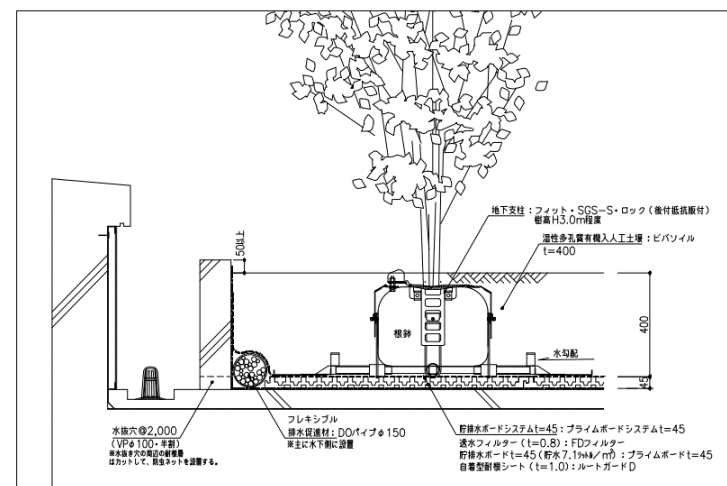 地下支柱：フィット・SGS-S・ロック（後付抵抗版付）
樹高H3.0m程度
湿性多孔質有機入人工土壌：ビバソイル
t=400
50以上
400
45
根鉢
水勾配
水抜穴@2,000
(VPφ100・半割)
※水抜き穴の周辺の耐根層
はカットして、防虫ネットを設置する。
フレキシブル
排水促進材：DOパイプφ150
※主に水下側に設置
貯排水ボードシステムt=45：プライムボードシステムt=45
透水フィルター（t=0.8）：FDフィルター
貯排水ボードt=45（貯水7.1㍑/㎡）：プライムボードt=45
自着型耐根シート（t=1.0）：ルートガードD